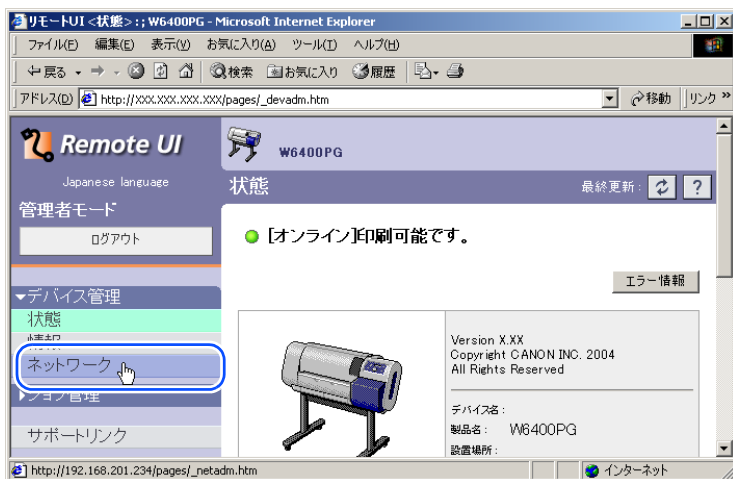 リモートUI <状態> : ; W6400PG - Microsoft Internet Explorer
ファイル(F) 編集(E) 表示(V) お気に入り(A) ツール(T) ヘルプ(H)
戻る 検索 お気に入り 履歴
アドレス(D) http://XXX.XXX.XXX.XXX/pages/_devadm.htm 移動 リンク »
Remote UI
W6400PG
Japanese language
状態
最終更新: ?
管理者モード
ログアウト
[オンライン]印刷可能です。
エラー情報
▼デバイス管理
状態
情報
ネットワーク
▶ジョブ管理
サポートリンク
Version X.XX
Copyright CANON INC. 2004
All Rights Reserved
デバイス名:
製品名: W6400PG
設置場所:
http://192.168.201.234/pages/_netadm.htm
インターネット